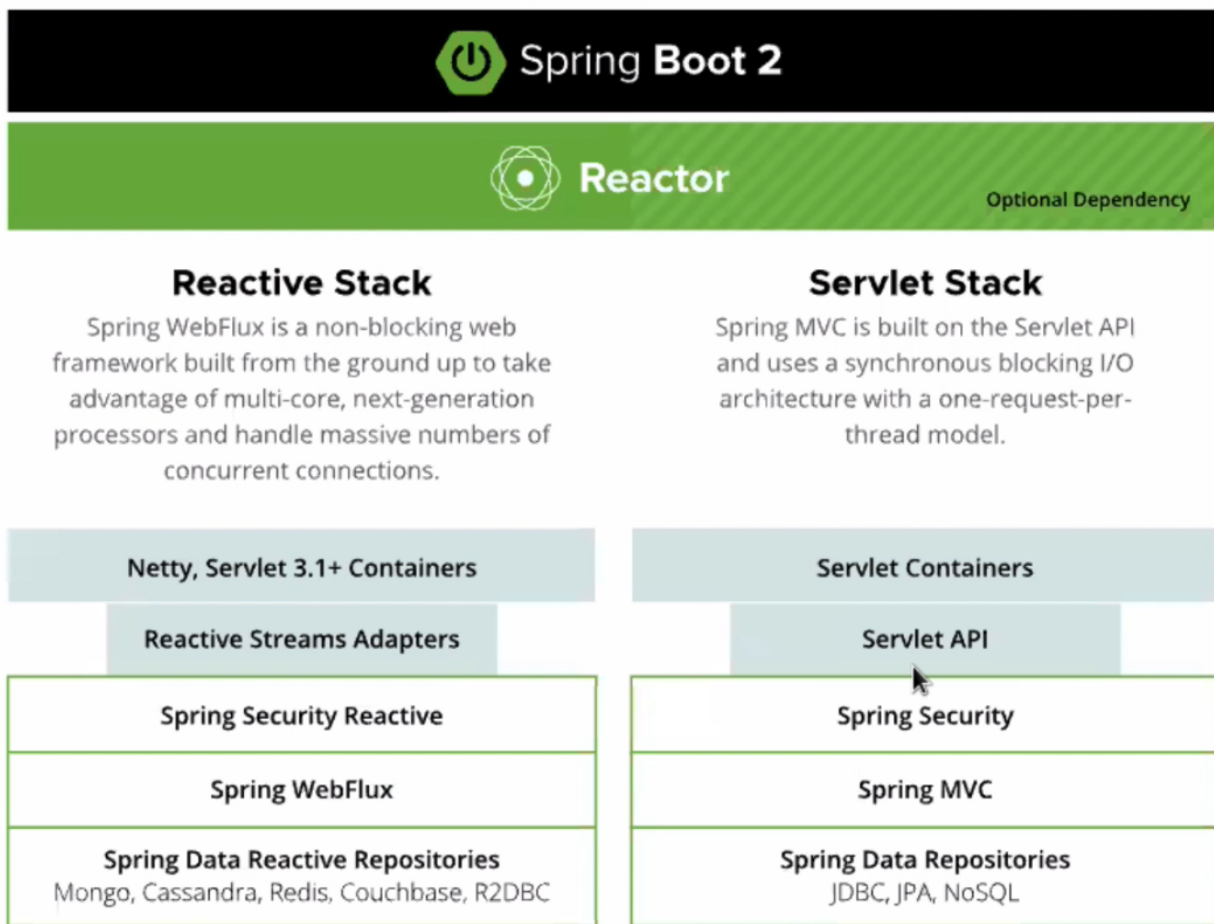 Spring Boot 2
Reactor
Optional Dependency
Reactive Stack
Spring WebFlux is a non-blocking web
framework built from the ground up to take
advantage of multi-core, next-generation
processors and handle massive numbers of
concurrent connections.
Servlet Stack
Spring MVC is built on the Servlet API
and uses a synchronous blocking I/O
architecture with a one-request-per-
thread model.
Netty, Servlet 3.1+ Containers
Servlet Containers
Reactive Streams Adapters
Servlet API
Spring Security Reactive
Spring Security
Spring WebFlux
Spring MVC
Spring Data Reactive Repositories
Mongo, Cassandra, Redis, Couchbase, R2DBC
Spring Data Repositories
JDBC, JPA, NoSQL